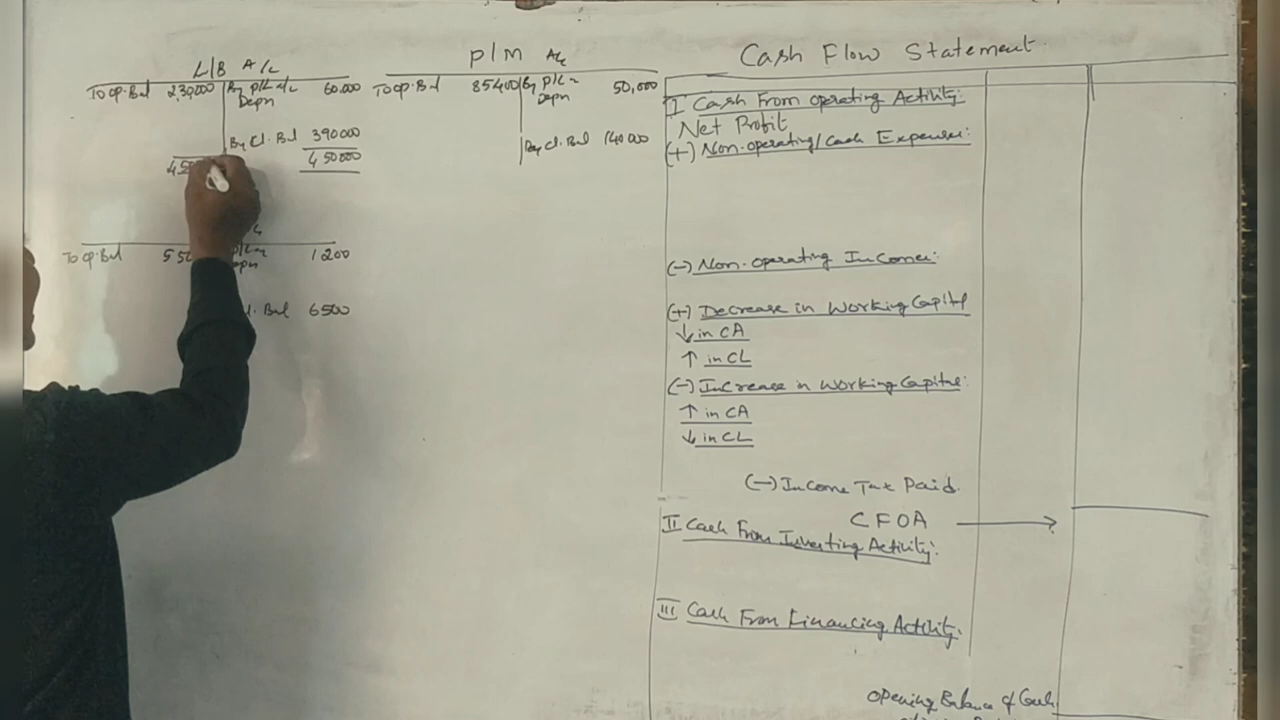 L/B A/c
To Op. Bal 2,30,000 By P/L a/c 60,000
Depn
By Cl. Bal 390000
450000
P/M A/c
To Op. Bal 85400 By P/L a 50,000
Depn
By Cl. Bal 140000
To Op. Bal P/L a 1200
Depn
Bal 6500
Cash Flow Statement
I Cash From Operating Activity:
Net Profit
(+) Non-operating/Cash Expenses:
(-) Non-operating Incomes:
(+) Decrease in Working Capital
↓ in CA
↑ in CL
(-) Increase in Working Capital:
↑ in CA
↓ in CL
(-) Income Tax Paid.
CFOA →
II Cash From Investing Activity:
III Cash From Financing Activity:
Opening Balance of Cash